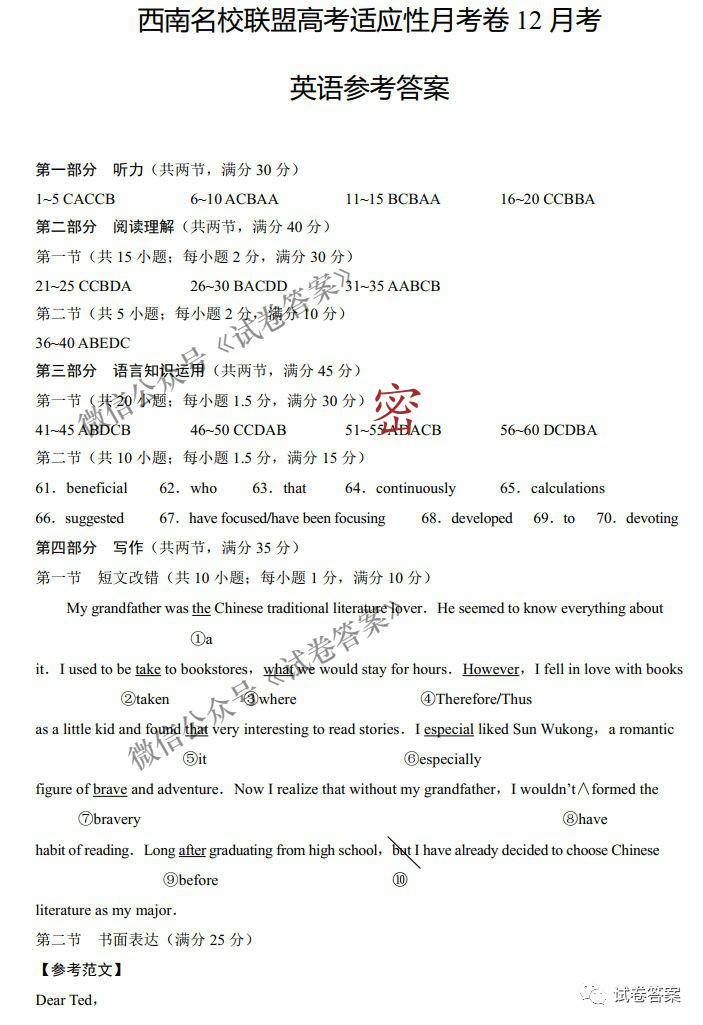 西南名校联盟高考适应性月考卷 12 月考
英语参考答案
第一部分 听力（共两节，满分 30 分）
1~5 CACCB 6~10 ACBAA 11~15 BCBAA 16~20 CCBBA
第二部分 阅读理解（共两节，满分 40 分）
第一节（共 15 小题；每小题 2 分，满分 30 分）
21~25 CCBDA 26~30 BACDD 31~35 AABCB
第二节（共 5 小题；每小题 2 分，满分 10 分）
36~40 ABEDC
第三部分 语言知识运用（共两节，满分 45 分）
第一节（共 20 小题；每小题 1.5 分，满分 30 分）
密
41~45 ABDCB 46~50 CCDAB 51~55 ADACB 56~60 DCDBA
第二节（共 10 小题；每小题 1.5 分，满分 15 分）
61．beneficial 62．who 63．that 64．continuously 65．calculations
66．suggested 67．have focused/have been focusing 68．developed 69．to 70．devoting
第四部分 写作（共两节，满分 35 分）
第一节 短文改错（共 10 小题；每小题 1 分，满分 10 分）
My grandfather was the Chinese traditional literature lover．He seemed to know everything about
①a
it．I used to be take to bookstores，what we would stay for hours．However，I fell in love with books
②taken ③where ④Therefore/Thus
as a little kid and found that very interesting to read stories．I especial liked Sun Wukong，a romantic
⑤it ⑥especially
figure of brave and adventure．Now I realize that without my grandfather，I wouldn’t∧formed the
⑦bravery ⑧have
habit of reading．Long after graduating from high school，but I have already decided to choose Chinese
⑨before ⑩
literature as my major．
第二节 书面表达（满分 25 分）
【参考范文】
Dear Ted，
微信公众号《试卷答案》
微信公众号《试卷答案》
试卷答案